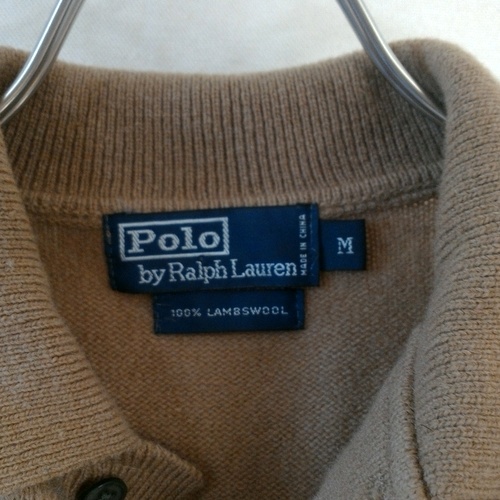 Polo
by Ralph Lauren
MADE IN CHINA
M
100% LAMBSWOOL